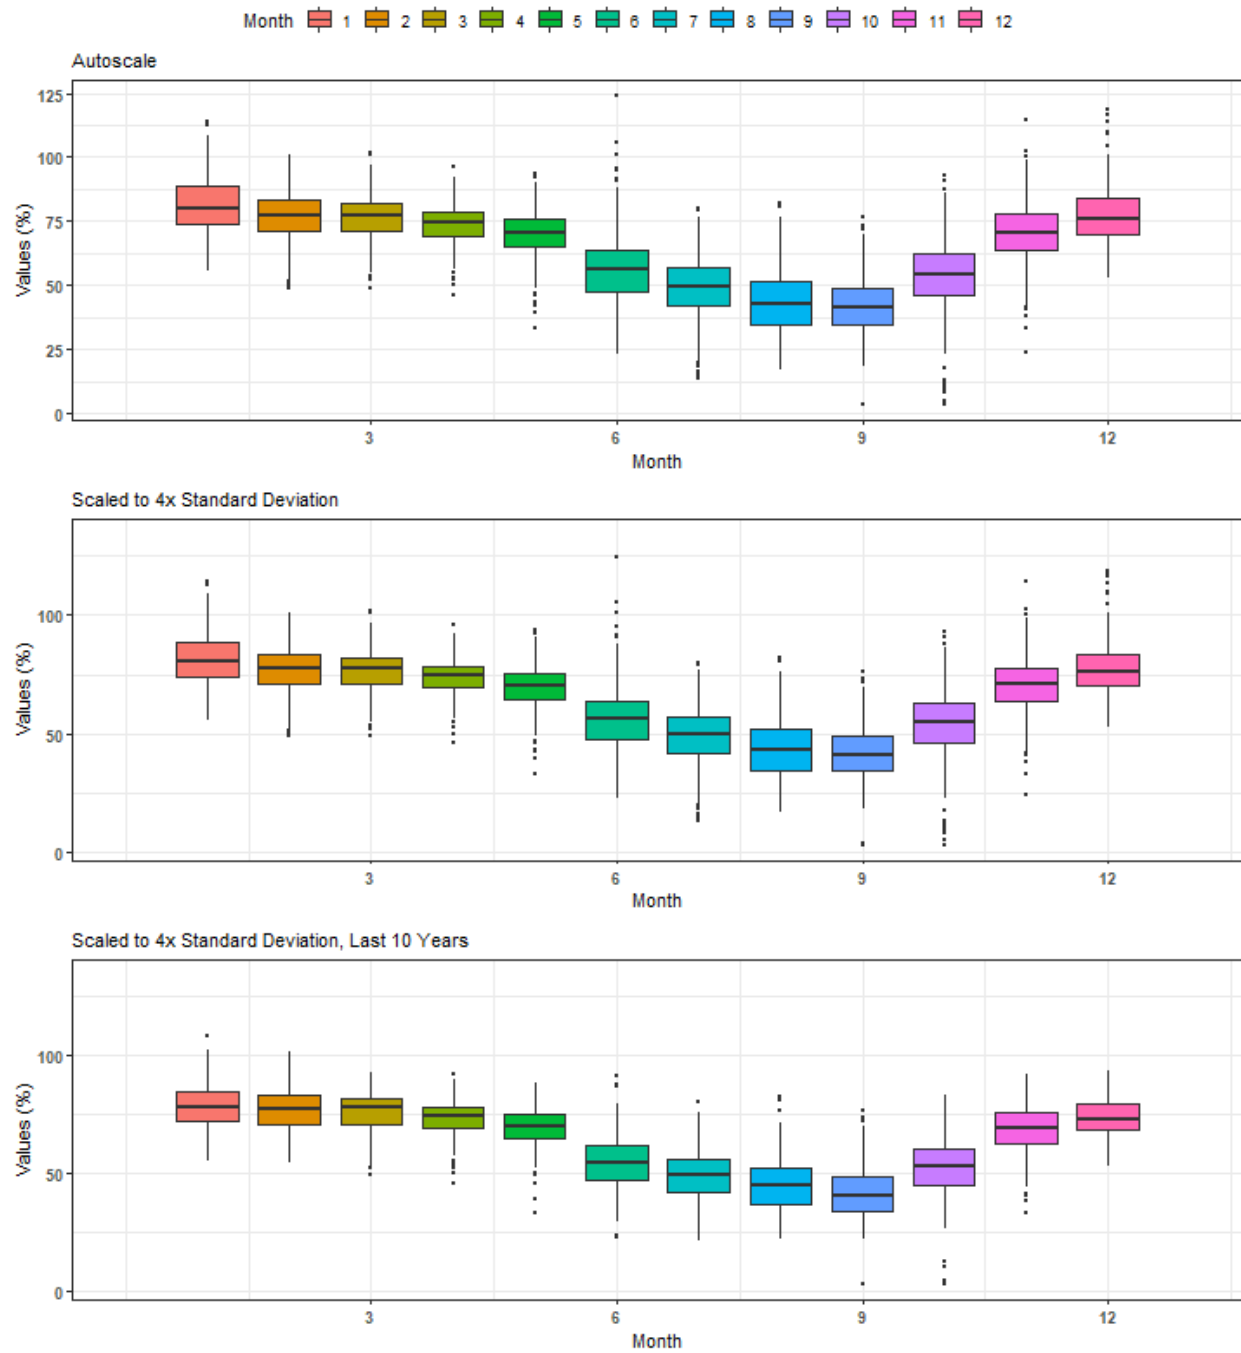 Month 1 2 3 4 5 6 7 8 9 10 11 12
Autoscale
Values (%)
125
100
75
50
25
0
3 6 9 12
Month
Scaled to 4x Standard Deviation
Values (%)
100
50
0
3 6 9 12
Month
Scaled to 4x Standard Deviation, Last 10 Years
Values (%)
100
50
0
3 6 9 12
Month